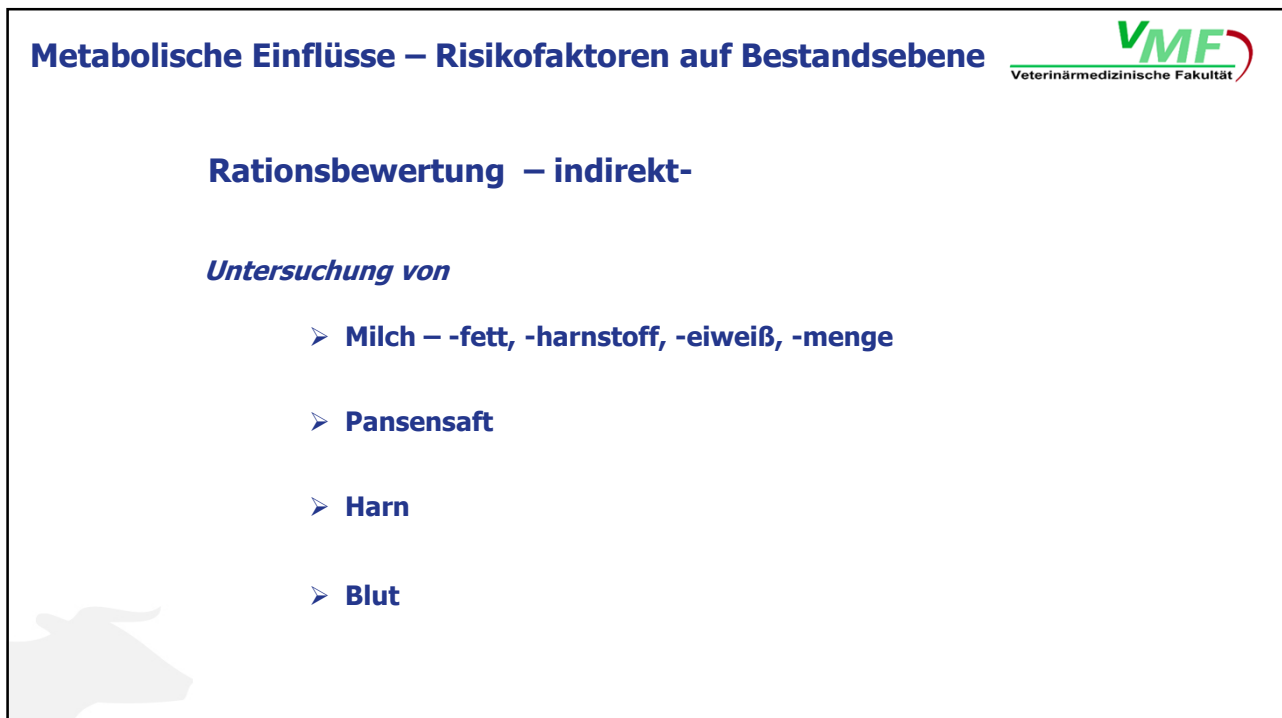 Metabolische Einflüsse – Risikofaktoren auf Bestandsebene
VMF
Veterinärmedizinische Fakultät
Rationsbewertung – indirekt-
Untersuchung von
➢ Milch – -fett, -harnstoff, -eiweiß, -menge
➢ Pansensaft
➢ Harn
➢ Blut